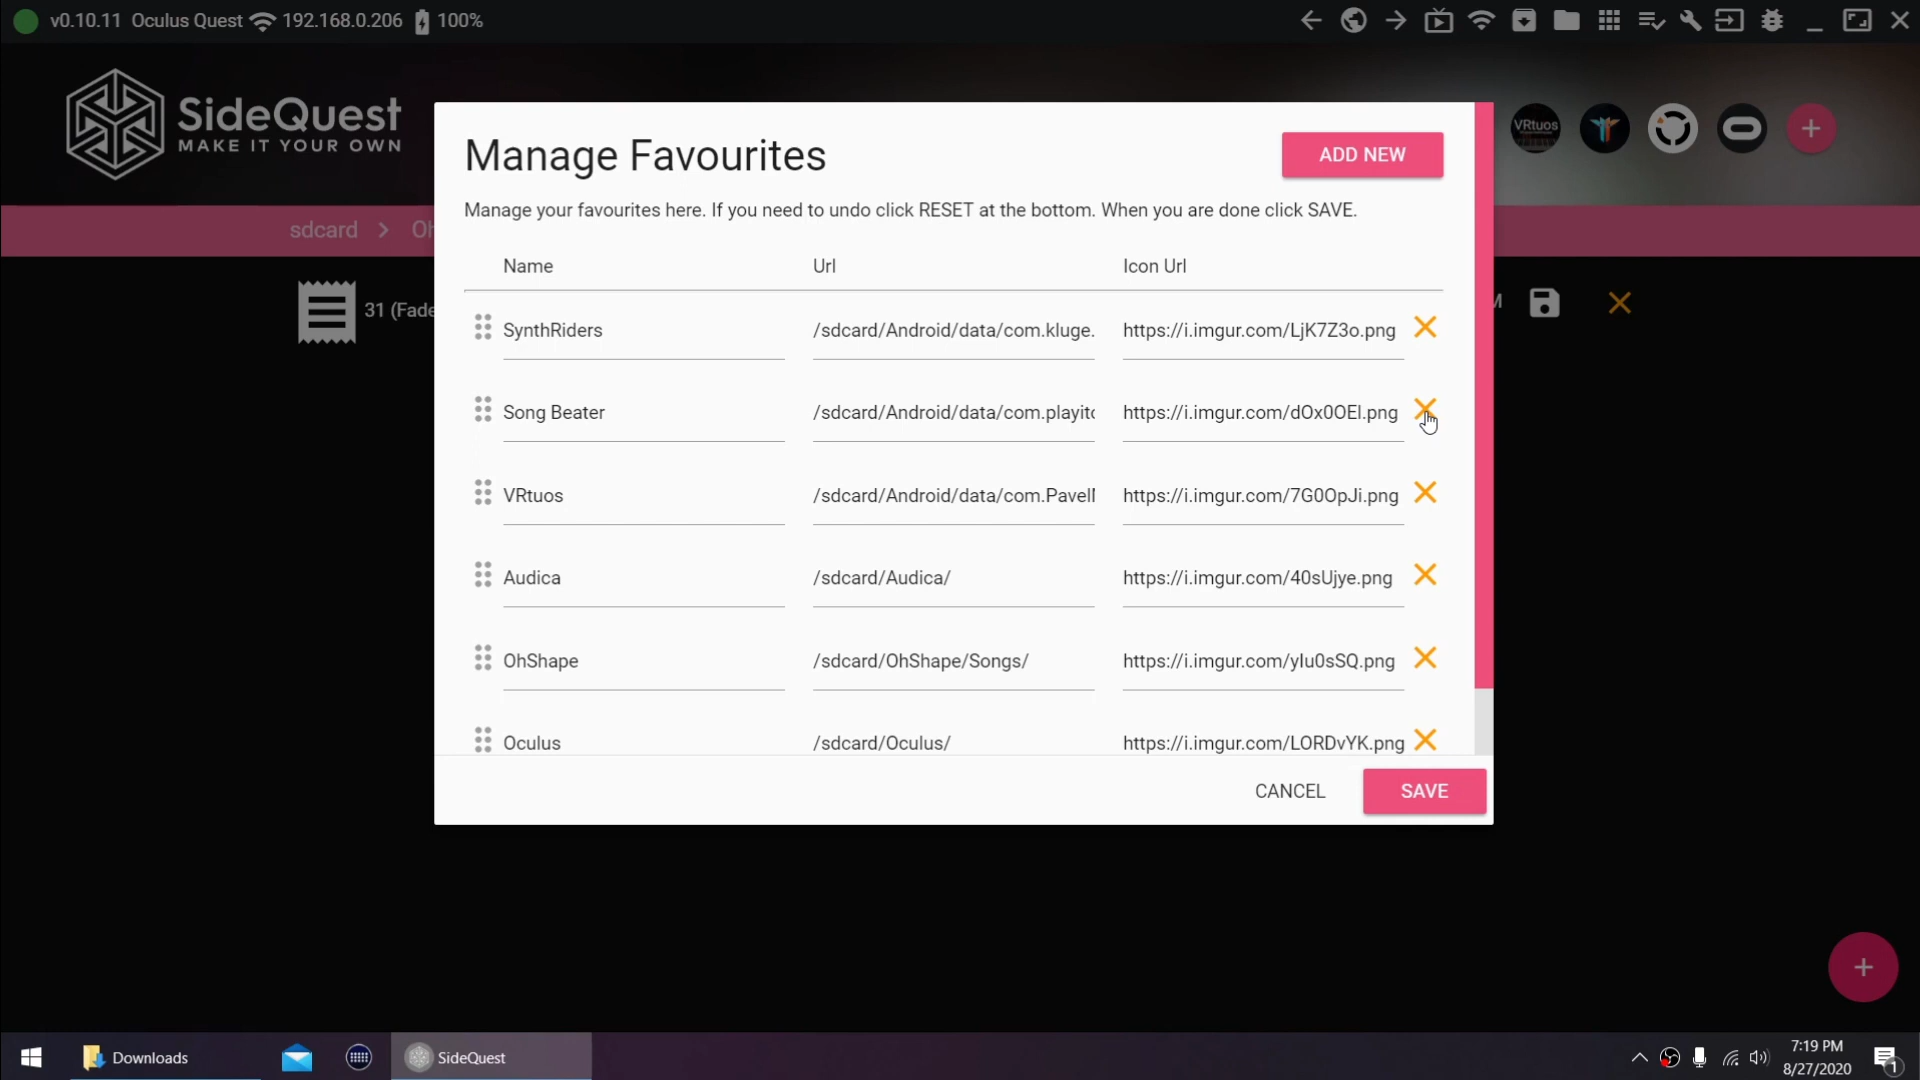 v0.10.11 Oculus Quest 192.168.0.206 100%
SideQuest
MAKE IT YOUR OWN
VRtuos
Manage Favourites
ADD NEW
Manage your favourites here. If you need to undo click RESET at the bottom. When you are done click SAVE.
sdcard > Oh
Name Url Icon Url
31 (Fade
M
SynthRiders /sdcard/Android/data/com.kluge. https://i.imgur.com/LjK7Z3o.png
Song Beater /sdcard/Android/data/com.playito https://i.imgur.com/dOx0OEl.png
VRtuos /sdcard/Android/data/com.Pavel https://i.imgur.com/7G0OpJi.png
Audica /sdcard/Audica/ https://i.imgur.com/40sUjye.png
OhShape /sdcard/OhShape/Songs/ https://i.imgur.com/yIu0sSQ.png
Oculus /sdcard/Oculus/ https://i.imgur.com/LORDvYK.png
CANCEL SAVE
Downloads
SideQuest
7:19 PM
8/27/2020
1